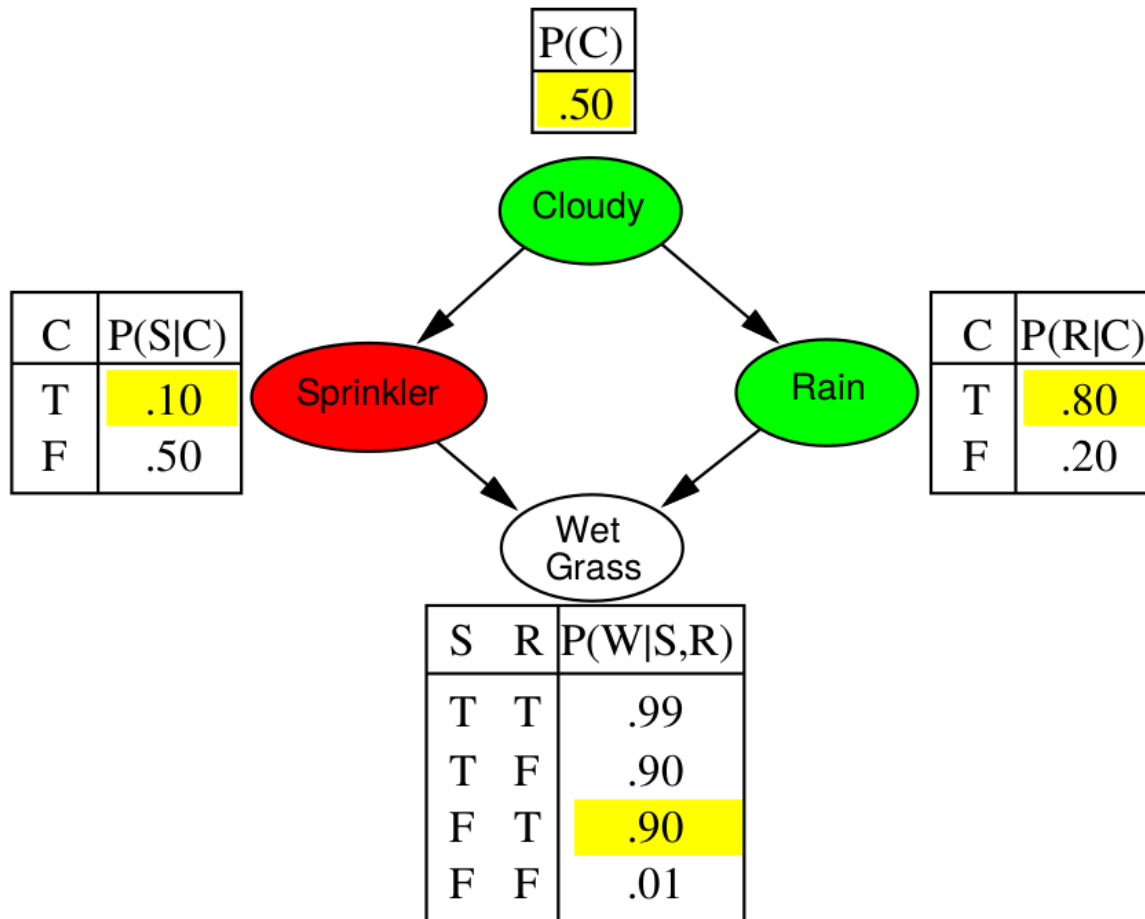 P(C)
.50
Cloudy
C P(S|C)
T .10
F .50
Sprinkler
Rain
C P(R|C)
T .80
F .20
Wet
Grass
S R P(W|S,R)
T T .99
T F .90
F T .90
F F .01